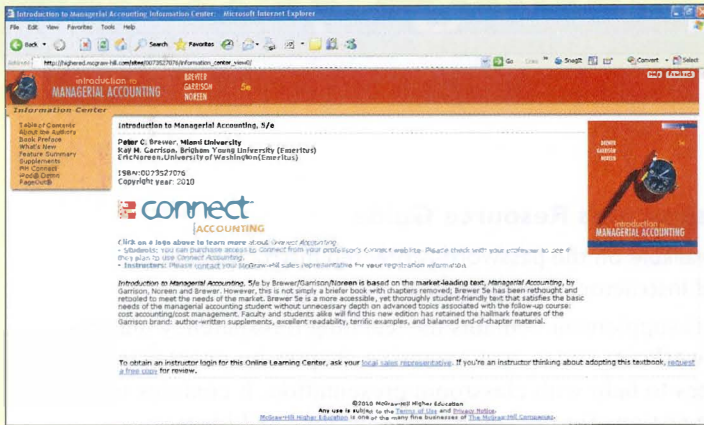 Introduction to Managerial Accounting Information Center - Microsoft Internet Explorer
File Edit View Favorites Tools Help
Back Search Favorites
http://highered.mcgraw-hill.com/sites/0073527076/information_center_view0/ Go SnagIt Convert Select
introduction to
MANAGERIAL ACCOUNTING
BREWER
GARRISON
NOREEN
5e
Information Center
Table of Contents
About the Authors
Book Preface
What's New
Feature Summary
Supplements
MH Connect
PageOut®
Introduction to Managerial Accounting, 5/e
Peter C. Brewer, Miami University
Ray H. Garrison, Brigham Young University (Emeritus)
Eric Noreen, University of Washington (Emeritus)
ISBN: 0073527076
Copyright year: 2010
connect
ACCOUNTING
Click on a logo above to learn more about Connect Accounting.
• Students: You can purchase access to Connect from your professor's Connect website. Please check with your professor to see if
they plan to use Connect Accounting.
• Instructors: Please contact your McGraw-Hill sales representative for your registration information.
Introduction to Managerial Accounting, 5/e by Brewer/Garrison/Noreen is based on the market-leading text, Managerial Accounting, by
Garrison, Noreen and Brewer. However, this is not simply a briefer book with chapters removed; Brewer 5e has been rethought and
retooled to meet the needs of the market. Brewer 5e is a more accessible, yet thoroughly student-friendly text that satisfies the basic
needs of the managerial accounting student without unnecessary depth on advanced topics associated with the follow-up course:
cost accounting/cost management. Faculty and students alike will find this new edition has retained the hallmark features of the
Garrison brand: author-written supplements, excellent readability, terrific examples, and balanced end-of-chapter material.
BREWER
GARRISON
NOREEN
5e
introduction to
MANAGERIAL ACCOUNTING
To obtain an instructor login for this Online Learning Center, ask your local sales representative. If you're an instructor thinking about adopting this textbook, request
a free copy for review.
©2010 McGraw-Hill Higher Education
Any use is subject to the Terms of Use and Privacy Notice.
McGraw-Hill Higher Education is one of the many fine businesses of The McGraw-Hill Companies.